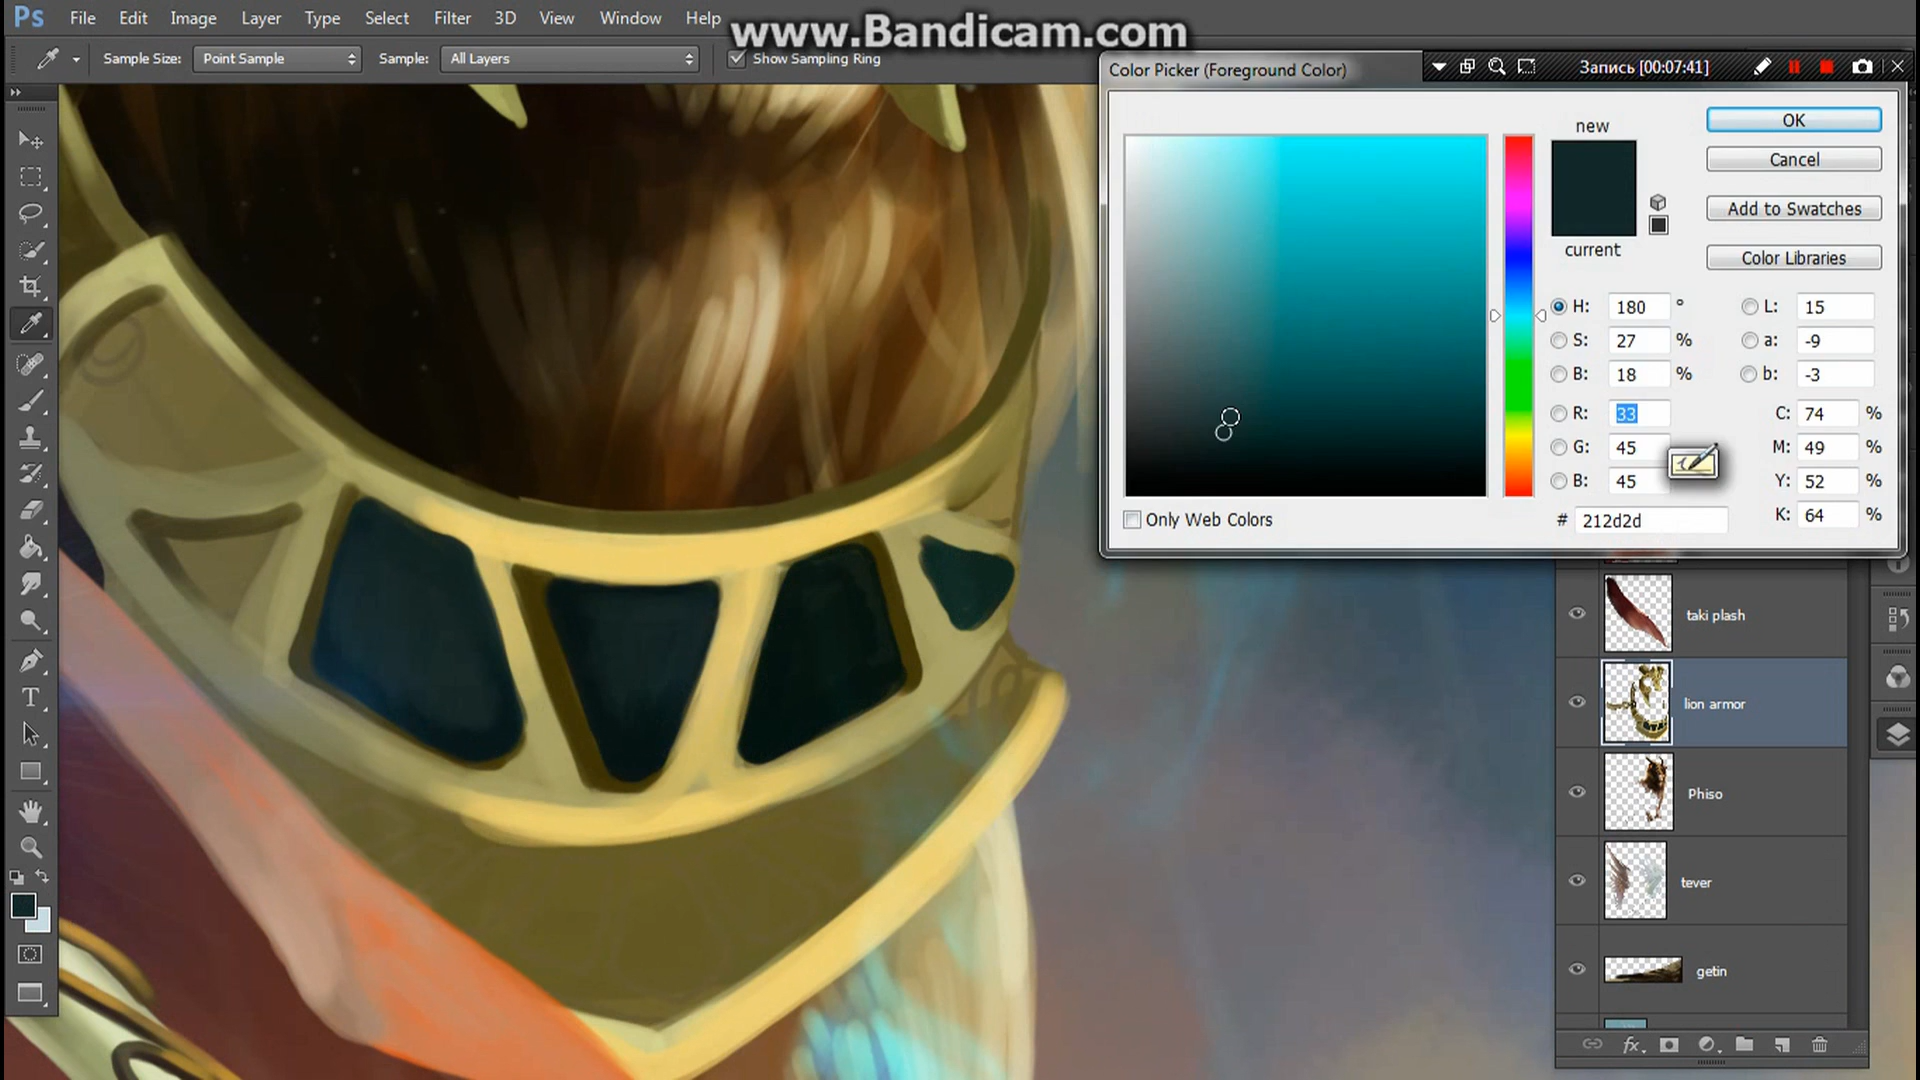 Ps File Edit Image Layer Type Select Filter 3D View Window Help
www.Bandicam.com
Sample Size: Point Sample Sample: All Layers Show Sampling Ring
Color Picker (Foreground Color)
Запись [00:07:41]
new
current
OK
Cancel
Add to Swatches
Color Libraries
H: 180 °
S: 27 %
B: 18 %
R: 33
G: 45
B: 45
# 212d2d
L: 15
a: -9
b: -3
C: 74 %
M: 49 %
Y: 52 %
K: 64 %
Only Web Colors
taki plash
lion armor
Phiso
tever
getin
fx
T